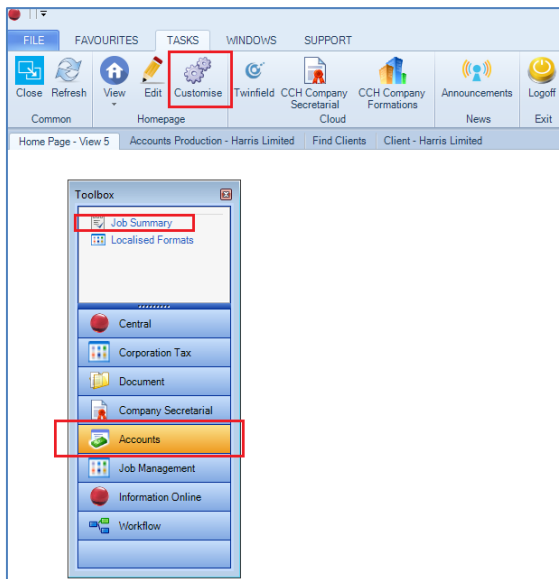 FILE FAVOURITES TASKS WINDOWS SUPPORT
Close Refresh View Edit Customise Twinfield CCH Company Secretarial CCH Company Formations Announcements Logoff
Common Homepage Cloud News Exit
Home Page - View 5 Accounts Production - Harris Limited Find Clients Client - Harris Limited
Toolbox
Job Summary
Localised Formats
Central
Corporation Tax
Document
Company Secretarial
Accounts
Job Management
Information Online
Workflow